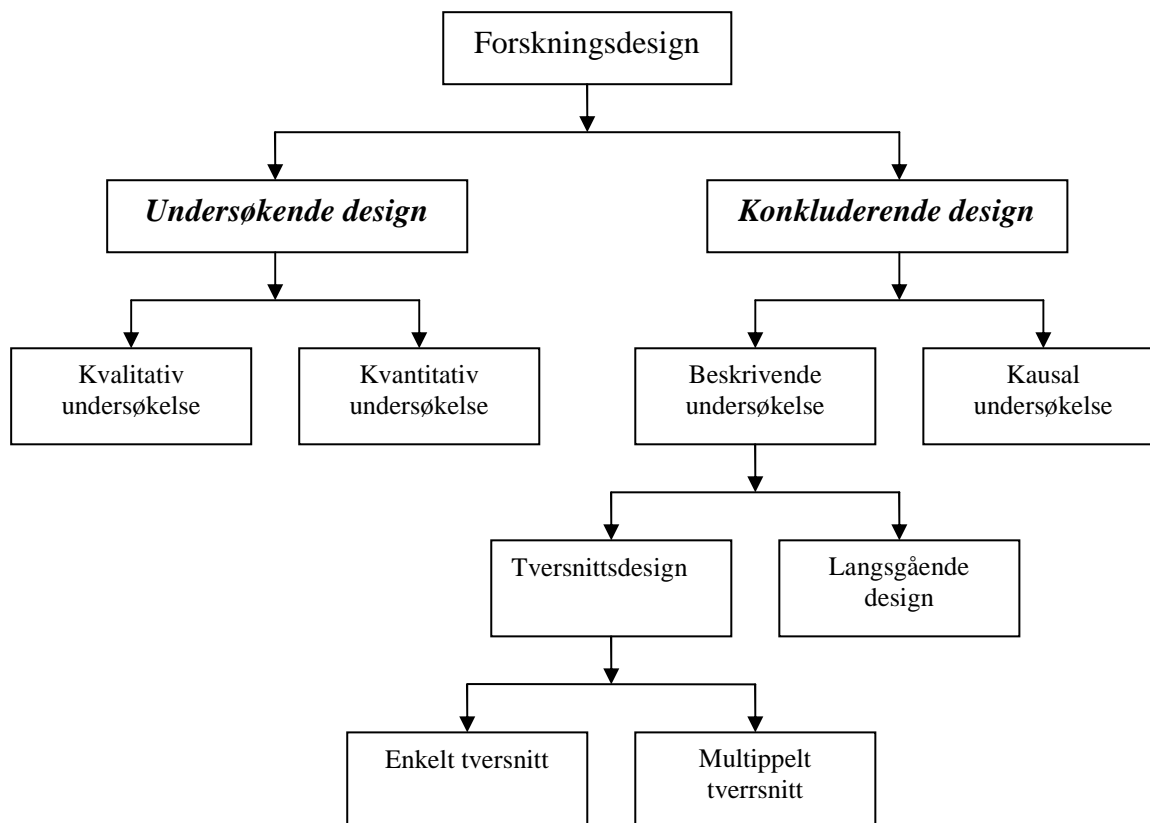 Forskningsdesign
Undersøkende design
Konkluderende design
Kvalitativ
undersøkelse
Kvantitativ
undersøkelse
Beskrivende
undersøkelse
Kausal
undersøkelse
Tversnittsdesign
Langsgående
design
Enkelt tversnitt
Multippelt
tverrsnitt